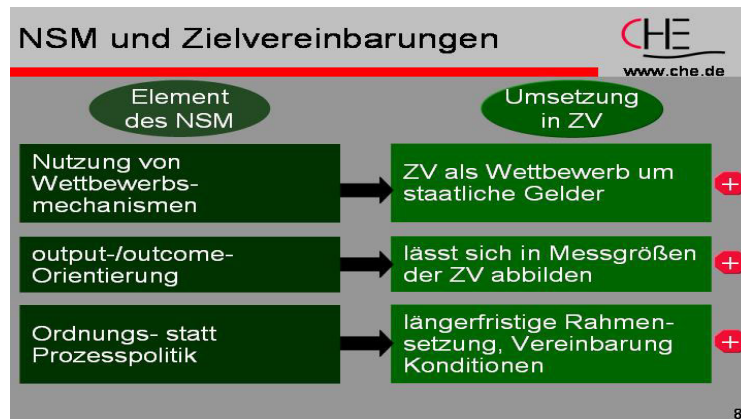 NSM und Zielvereinbarungen
CHE
www.che.de
Element
des NSM
Umsetzung
in ZV
Nutzung von
Wettbewerbs-
mechanismen
ZV als Wettbewerb um
staatliche Gelder
+
output-/outcome-
Orientierung
lässt sich in Messgrößen
der ZV abbilden
+
Ordnungs- statt
Prozesspolitik
längerfristige Rahmen-
setzung, Vereinbarung
Konditionen
+
8